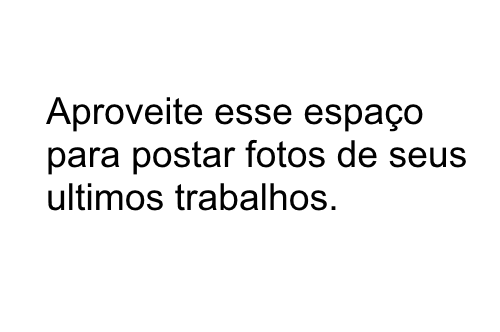 Aproveite esse espaço
para postar fotos de seus
ultimos trabalhos.